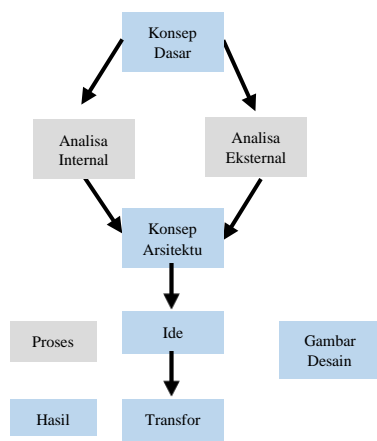 Konsep
Dasar
Analisa
Internal
Analisa
Eksternal
Konsep
Arsitektu
Proses
Ide
Gambar
Desain
Hasil
Transfor